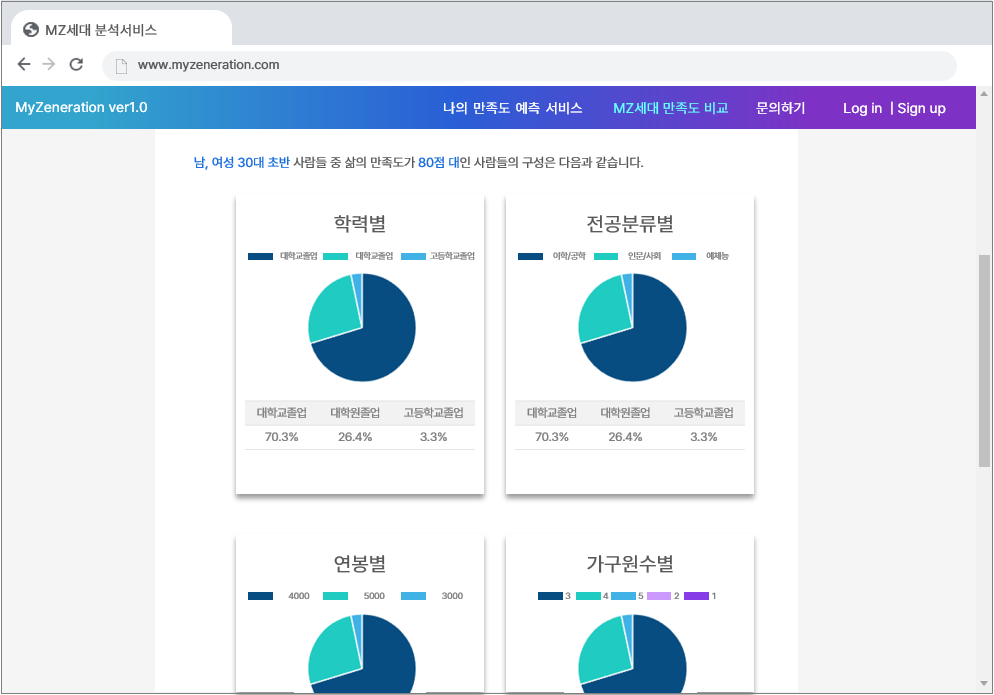 MZ세대 분석서비스
www.myzeneration.com
MyZeneration ver1.0 나의 만족도 예측 서비스 MZ세대 만족도 비교 문의하기 Log in | Sign up
남, 여성 30대 초반 사람들 중 삶의 만족도가 80점 대인 사람들의 구성은 다음과 같습니다.
학력별
대학교졸업 대학교졸업 고등학교졸업
대학교졸업 대학원졸업 고등학교졸업
70.3% 26.4% 3.3%
전공분류별
이학/공학 인문/사회 예체능
대학교졸업 대학원졸업 고등학교졸업
70.3% 26.4% 3.3%
연봉별
4000 5000 3000
가구원수별
3 4 5 2 1